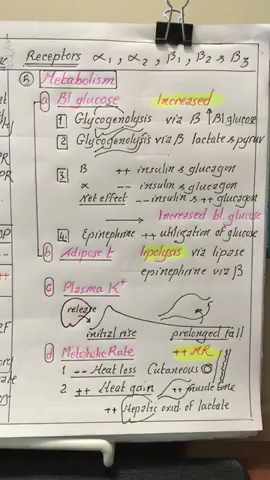 Receptors α1, α2, β1, β2 & β3
5 Metabolism
a Bl glucose Increased
1 Glycogenolysis via β ↑ Bl glucose
2 Glycogenolysis via β lactate & pyruv
3 β ++ insulin & glucagon
α -- insulin & glucagon
Net effect -- insulin & ++ glucagon
→ Increased bl. glucose
4 Epinephrine ++ utiligation of glucose
b Adipose t lipolysis via lipase
epinephrine via β
c Plasma K+
release
initial rise prolonged fall
d Metcholic Rate ++ MR
1 -- Heat loss Cutaneous ©
2 ++ Heat gain ++ muscle tone
++ Hepatic oxid of lactate